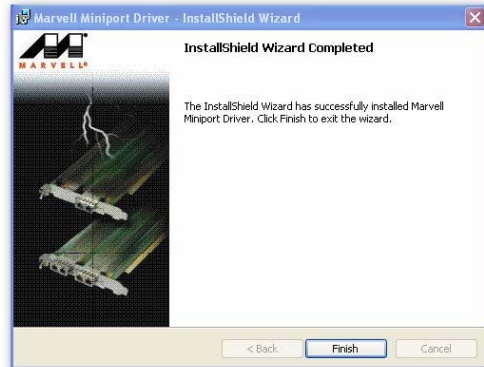 Marvell Miniport Driver - InstallShield Wizard
MARVELL®
InstallShield Wizard Completed
The InstallShield Wizard has successfully installed Marvell
Miniport Driver. Click Finish to exit the wizard.
< Back
Finish
Cancel